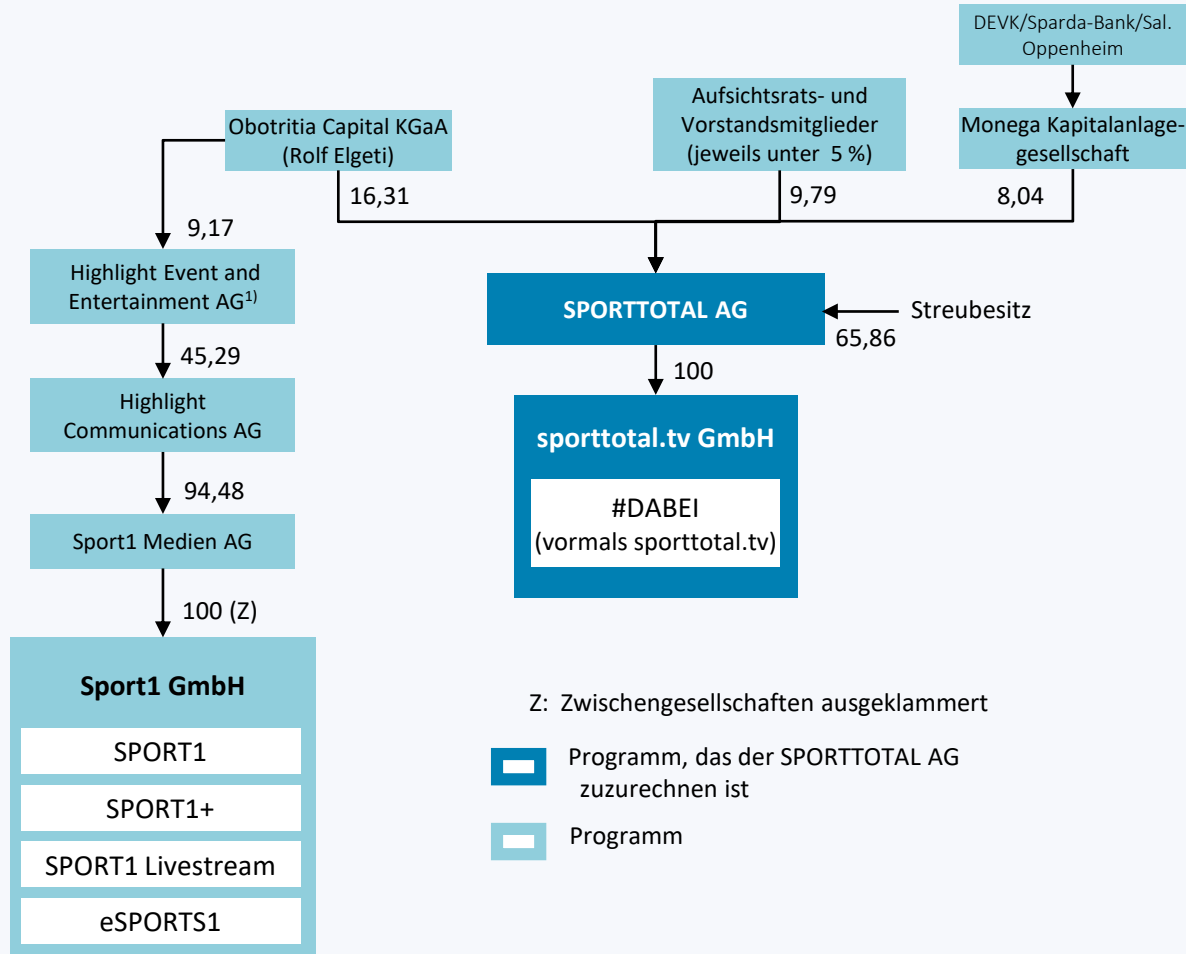 DEVK/Sparda-Bank/Sal.
Oppenheim
Obotritia Capital KGaA
(Rolf Elgeti)
Aufsichtsrats- und
Vorstandsmitglieder
(jeweils unter 5 %)
Monega Kapitalanlage-
gesellschaft
16,31
9,79
8,04
9,17
Highlight Event and
Entertainment AG1)
SPORTTOTAL AG
Streubesitz
65,86
45,29
100
Highlight
Communications AG
sporttotal.tv GmbH
#DABEI
(vormals sporttotal.tv)
94,48
Sport1 Medien AG
100 (Z)
Sport1 GmbH
SPORT1
SPORT1+
SPORT1 Livestream
eSPORTS1
Z: Zwischengesellschaften ausgeklammert
Programm, das der SPORTTOTAL AG
zuzurechnen ist
Programm